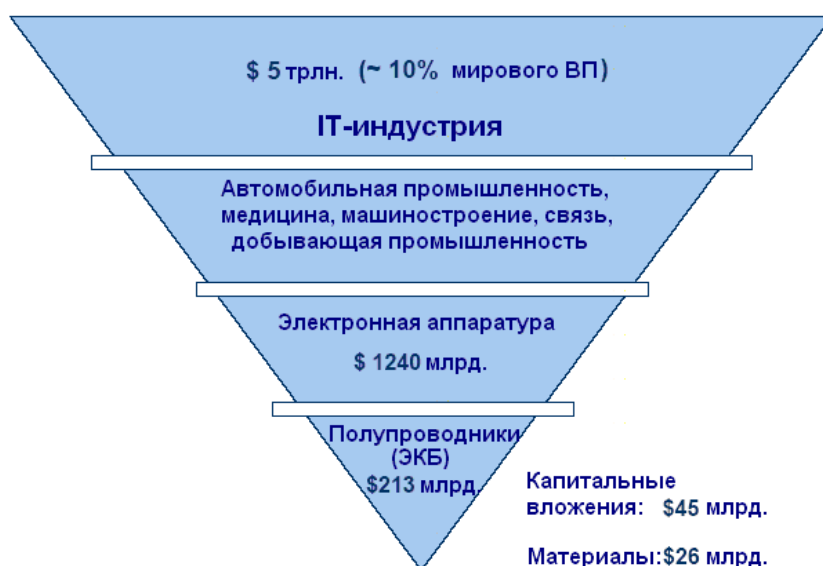 $ 5 трлн. (~ 10% мирового ВП)
IT-индустрия
Автомобильная промышленность,
медицина, машиностроение, связь,
добывающая промышленность
Электронная аппаратура
$ 1240 млрд.
Полупроводники
(ЭКБ)
$213 млрд.
Капитальные
вложения: $45 млрд.
Материалы:$26 млрд.